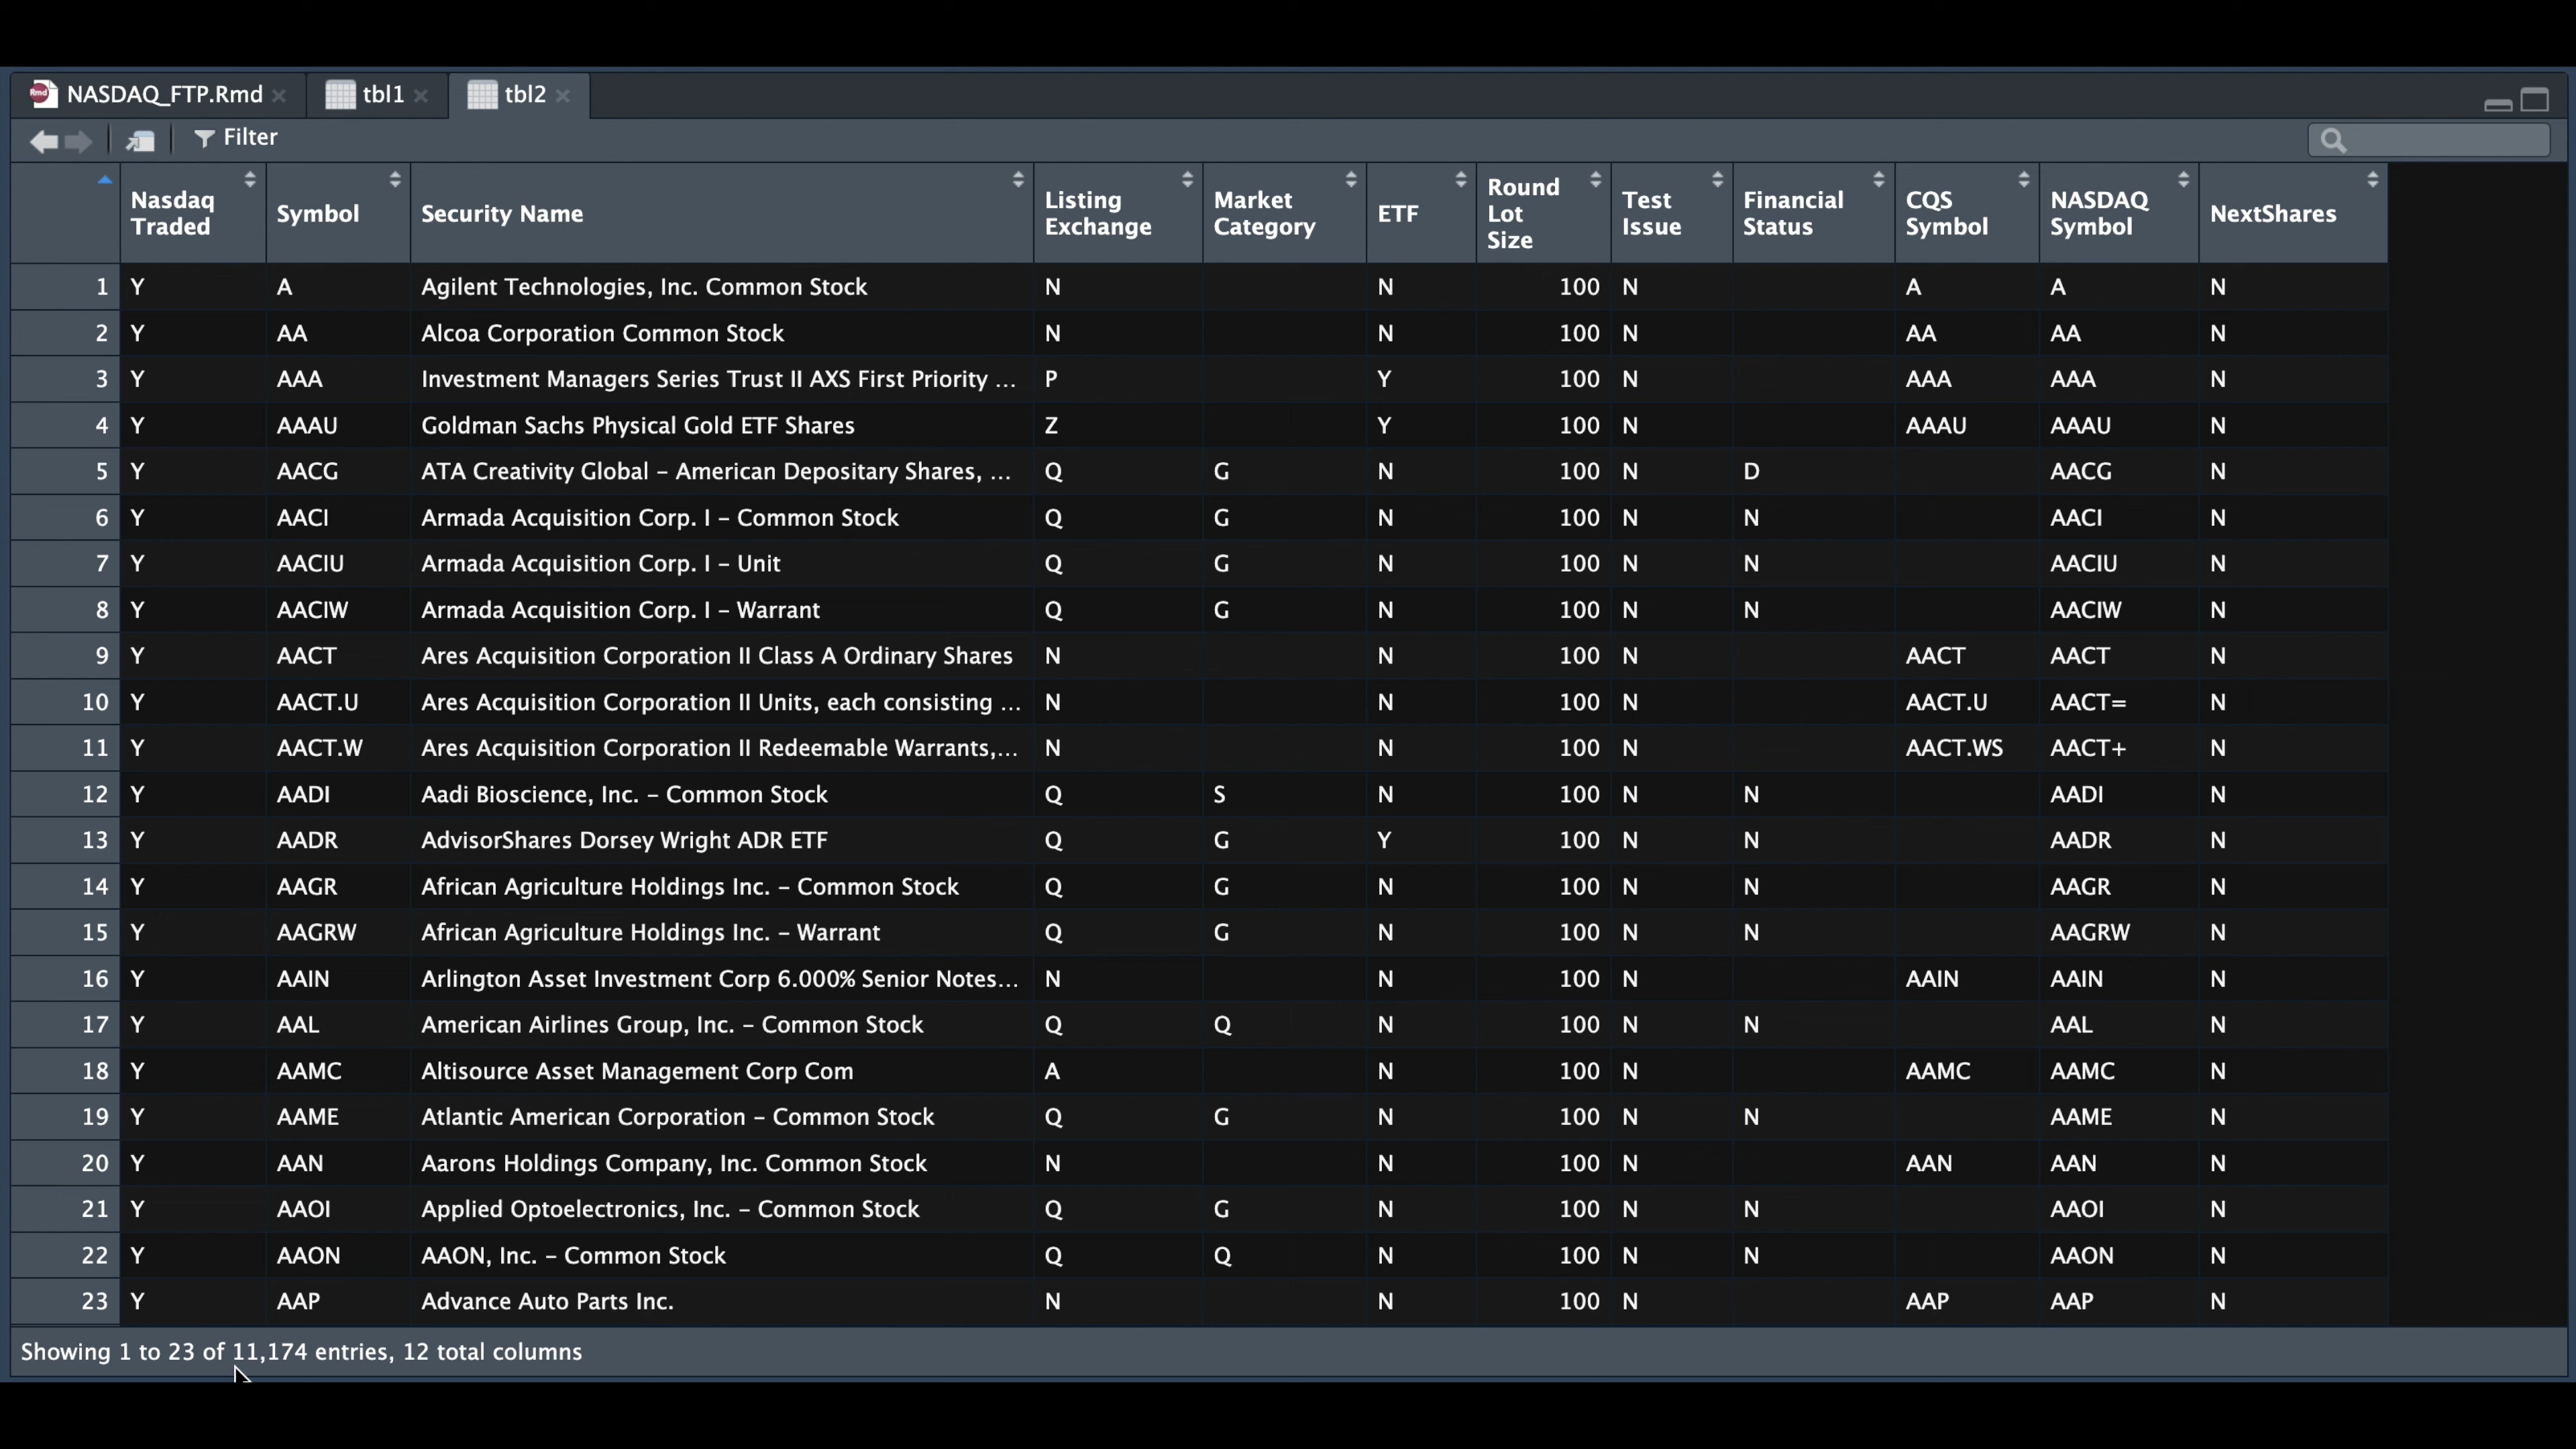 NASDAQ_FTP.Rmd tbl1 tbl2
Filter
Nasdaq Traded Symbol Security Name Listing Exchange Market Category ETF Round Lot Size Test Issue Financial Status CQS Symbol NASDAQ Symbol NextShares
1 Y A Agilent Technologies, Inc. Common Stock N N 100 N A A N
2 Y AA Alcoa Corporation Common Stock N N 100 N AA AA N
3 Y AAA Investment Managers Series Trust II AXS First Priority ... P Y 100 N AAA AAA N
4 Y AAAU Goldman Sachs Physical Gold ETF Shares Z Y 100 N AAAU AAAU N
5 Y AACG ATA Creativity Global – American Depositary Shares, ... Q G N 100 N D AACG N
6 Y AACI Armada Acquisition Corp. I – Common Stock Q G N 100 N N AACI N
7 Y AACIU Armada Acquisition Corp. I – Unit Q G N 100 N N AACIU N
8 Y AACIW Armada Acquisition Corp. I – Warrant Q G N 100 N N AACIW N
9 Y AACT Ares Acquisition Corporation II Class A Ordinary Shares N N 100 N AACT AACT N
10 Y AACT.U Ares Acquisition Corporation II Units, each consisting ... N N 100 N AACT.U AACT= N
11 Y AACT.W Ares Acquisition Corporation II Redeemable Warrants,... N N 100 N AACT.WS AACT+ N
12 Y AADI Aadi Bioscience, Inc. – Common Stock Q S N 100 N N AADI N
13 Y AADR AdvisorShares Dorsey Wright ADR ETF Q G Y 100 N N AADR N
14 Y AAGR African Agriculture Holdings Inc. – Common Stock Q G N 100 N N AAGR N
15 Y AAGRW African Agriculture Holdings Inc. – Warrant Q G N 100 N N AAGRW N
16 Y AAIN Arlington Asset Investment Corp 6.000% Senior Notes... N N 100 N AAIN AAIN N
17 Y AAL American Airlines Group, Inc. – Common Stock Q Q N 100 N N AAL N
18 Y AAMC Altisource Asset Management Corp Com A N 100 N AAMC AAMC N
19 Y AAME Atlantic American Corporation – Common Stock Q G N 100 N N AAME N
20 Y AAN Aarons Holdings Company, Inc. Common Stock N N 100 N AAN AAN N
21 Y AAOI Applied Optoelectronics, Inc. – Common Stock Q G N 100 N N AAOI N
22 Y AAON AAON, Inc. – Common Stock Q Q N 100 N N AAON N
23 Y AAP Advance Auto Parts Inc. N N 100 N AAP AAP N
Showing 1 to 23 of 11,174 entries, 12 total columns